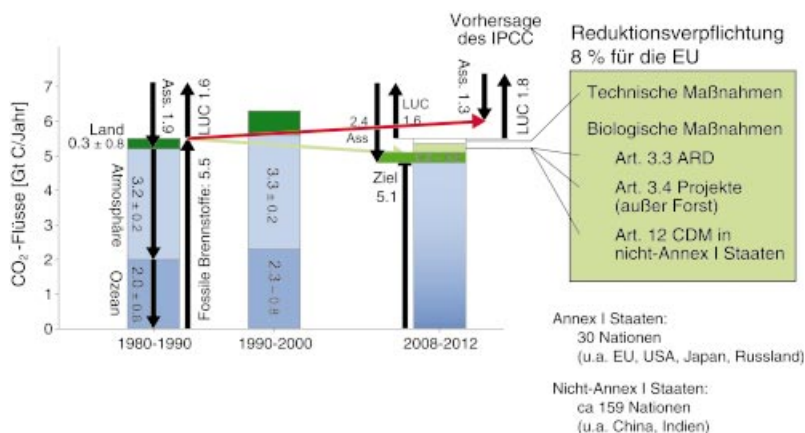 Vorhersage
des IPCC
Reduktionsverpflichtung
8 % für die EU
CO₂ -Flüsse [Gt C/Jahr]
7
6
5
4
3
2
1
0
Land
0.3 ± 0.8
Atmosphäre
Ozean
Ass. 1.9
LUC 1.6
3.2 ± 0.2
2.0 ± 0.6
Fossile Brennstoffe: 5.5
3.3 ± 0.2
2.3 – 0.8
2.4
Ass
LUC
1.6
Ziel
5.1
Ass. 1.3
LUC 1.8
1980-1990
1990-2000
2008-2012
Technische Maßnahmen
Biologische Maßnahmen
Art. 3.3 ARD
Art. 3.4 Projekte
(außer Forst)
Art. 12 CDM in
nicht-Annex I Staaten
Annex I Staaten:
30 Nationen
(u.a. EU, USA, Japan, Russland)
Nicht-Annex I Staaten:
ca 159 Nationen
(u.a. China, Indien)